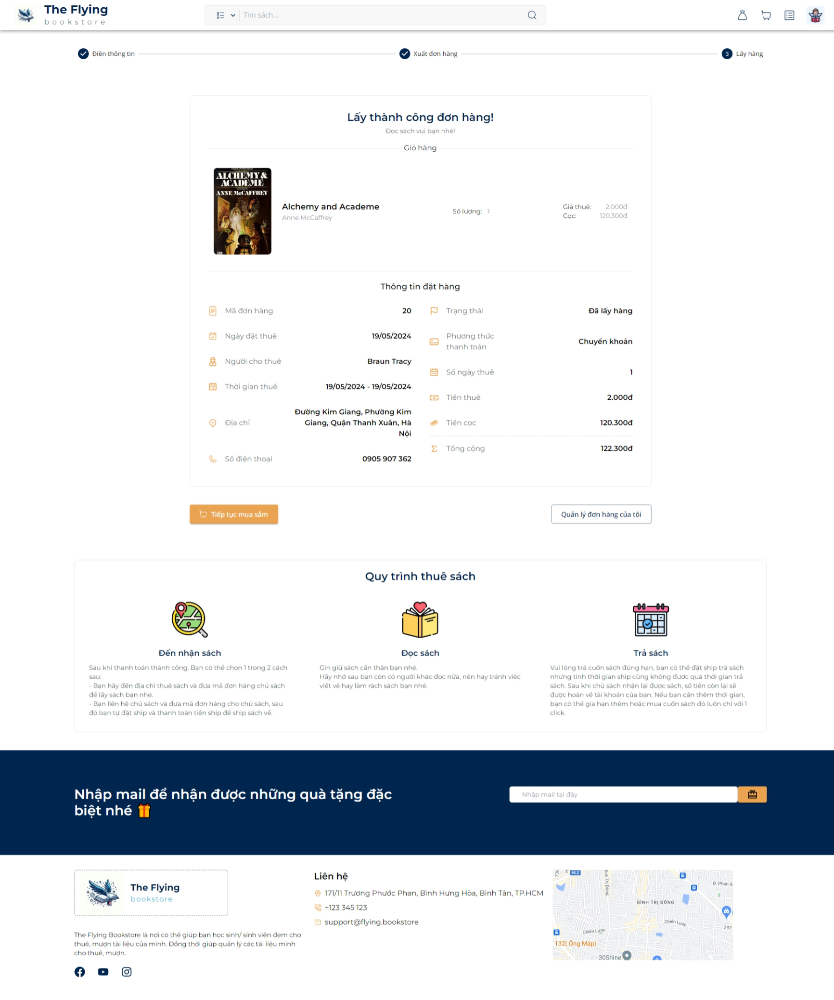 The Flying
bookstore
Tìm sách...
Điền thông tin
Xuất đơn hàng
3 Lấy hàng
Lấy thành công đơn hàng!
Đọc sách vui bạn nhé!
Giỏ hàng
ALCHEMY &
ACADEME
ANNE McCAFFREY
Alchemy and Academe
Anne McCaffrey
Số lượng: 1
Giá thuê: 2.000đ
Cọc: 120.300đ
Thông tin đặt hàng
Mã đơn hàng 20
Ngày đặt thuê 19/05/2024
Người cho thuê Braun Tracy
Thời gian thuê 19/05/2024 - 19/05/2024
Địa chỉ Đường Kim Giang, Phường Kim
Giang, Quận Thanh Xuân, Hà
Nội
Số điện thoại 0905 907 362
Trạng thái Đã lấy hàng
Phương thức
thanh toán Chuyển khoản
Số ngày thuê 1
Tiền thuê 2.000đ
Tiền cọc 120.300đ
Tổng cộng 122.300đ
Tiếp tục mua sắm
Quản lý đơn hàng của tôi
Quy trình thuê sách
Đến nhận sách
Sau khi thanh toán thành công. Bạn có thể chọn 1 trong 2 cách
sau:
- Bạn hãy đến địa chỉ thuê sách và đưa mã đơn hàng chủ sách
để lấy sách bạn nhé.
- Bạn liên hệ chủ sách và đưa mã đơn hàng cho chủ sách, sau
đó bạn tự đặt ship và thanh toán tiền ship để ship sách về.
Đọc sách
Gìn giữ sách cẩn thận bạn nhé.
Hãy nhớ sau bạn còn có người khác đọc nữa, nên hay tránh việc
viết vẽ hay làm rách sách bạn nhé.
Trả sách
Vui lòng trả cuốn sách đúng hạn, bạn có thể đặt ship trả sách
nhưng tính thời gian ship cũng không được quá thời gian trả
sách. Sau khi chủ sách nhận lại được sách, số tiền còn lại sẽ
được hoàn về tài khoản của bạn. Nếu bạn cần thêm thời gian,
bạn có thể gia hạn thêm hoặc mua cuốn sách đó luôn chỉ với 1
click.
Nhập mail để nhận được những quà tặng đặc
biệt nhé
Nhập mail tại đây
The Flying
bookstore
The Flying Bookstore là nơi có thể giúp bạn học sinh/ sinh viên đem cho
thuê, mượn tài liệu của mình. Đồng thời giúp quản lý các tài liệu mình
cho thuê, mượn.
Liên hệ
171/11 Trương Phước Phan, Bình Hưng Hòa, Bình Tân, TP.HCM
+123 345 123
support@flying.bookstore
730
HL2
Đ. Phan A
BÌNH TRỊ ĐÔNG
Chiến Lược
297
Chiến Lược
132( Ông Mập)
30Shine